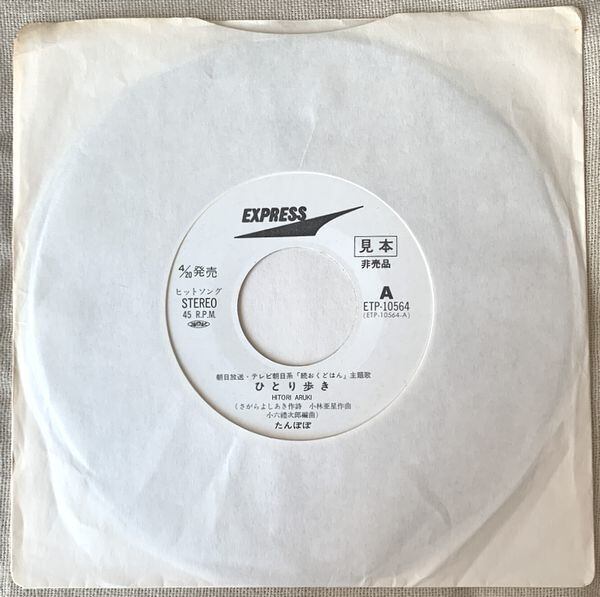 EXPRESS
見本
非売品
4/20発売
A
ヒットソング
STEREO
45 R.P.M.
ETP-10564
(ETP-10564-A)
朝日放送・テレビ朝日系「続おくどはん」主題歌
ひとり歩き
HITORI ARUKI
(さがらよしあき作詩 小林亜星作曲
小六禮次郎編曲)
たんぽぽ